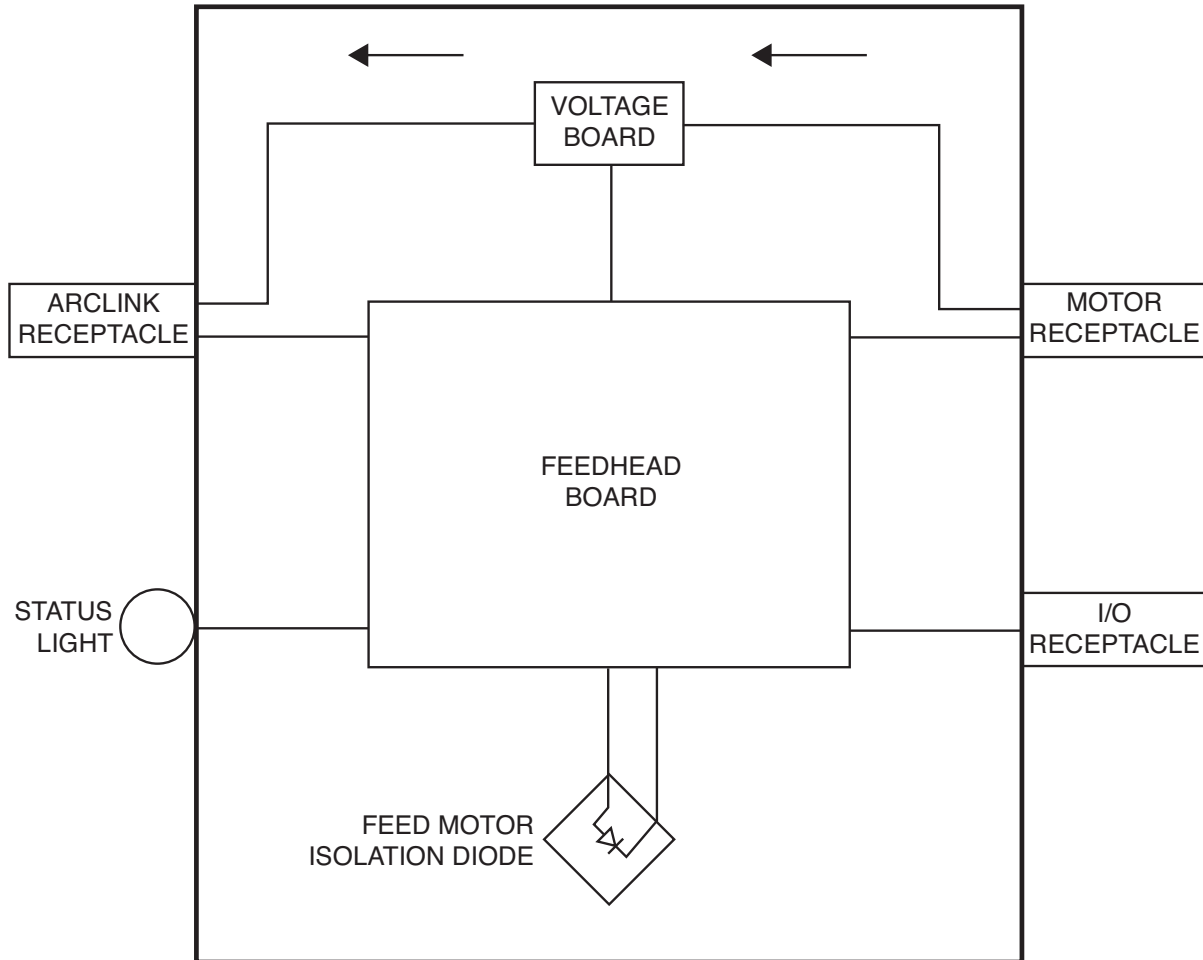 VOLTAGE
BOARD
ARCLINK
RECEPTACLE
MOTOR
RECEPTACLE
FEEDHEAD
BOARD
STATUS
LIGHT
I/O
RECEPTACLE
FEED MOTOR
ISOLATION DIODE